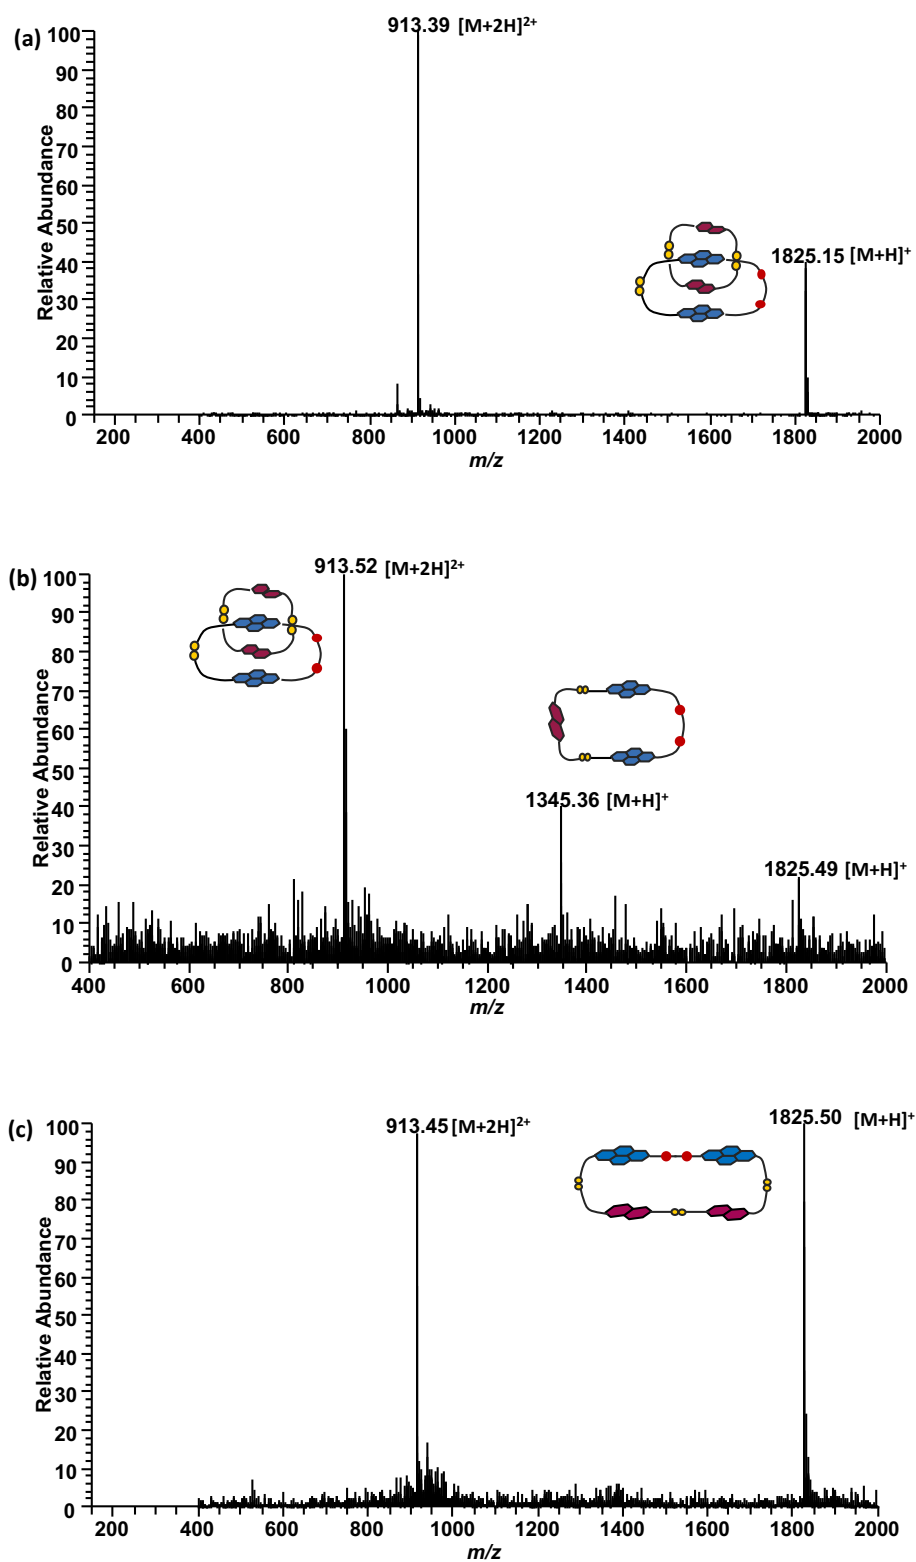 (a)
913.39 [M+2H]²⁺
1825.15 [M+H]⁺
Relative Abundance
100
90
80
70
60
50
40
30
20
10
0
200 400 600 800 1000 1200 1400 1600 1800 2000
m/z
(b)
913.52 [M+2H]²⁺
1345.36 [M+H]⁺
1825.49 [M+H]⁺
Relative Abundance
100
90
80
70
60
50
40
30
20
10
0
400 600 800 1000 1200 1400 1600 1800 2000
m/z
(c)
913.45 [M+2H]²⁺
1825.50 [M+H]⁺
Relative Abundance
100
90
80
70
60
50
40
30
20
10
0
200 400 600 800 1000 1200 1400 1600 1800 2000
m/z